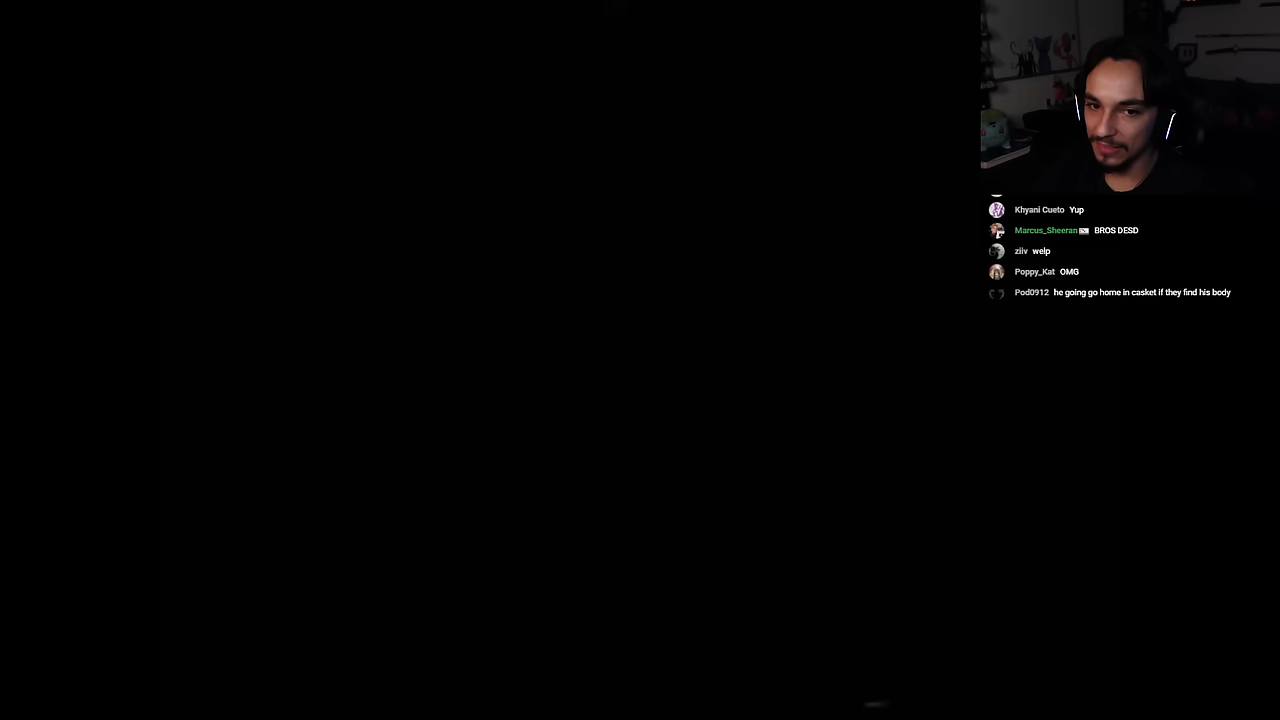 Khyani Cueto Yup
Marcus_Sheeran BROS DESD
ziiv welp
Poppy_Kat OMG
Pod0912 he going go home in casket if they find his body